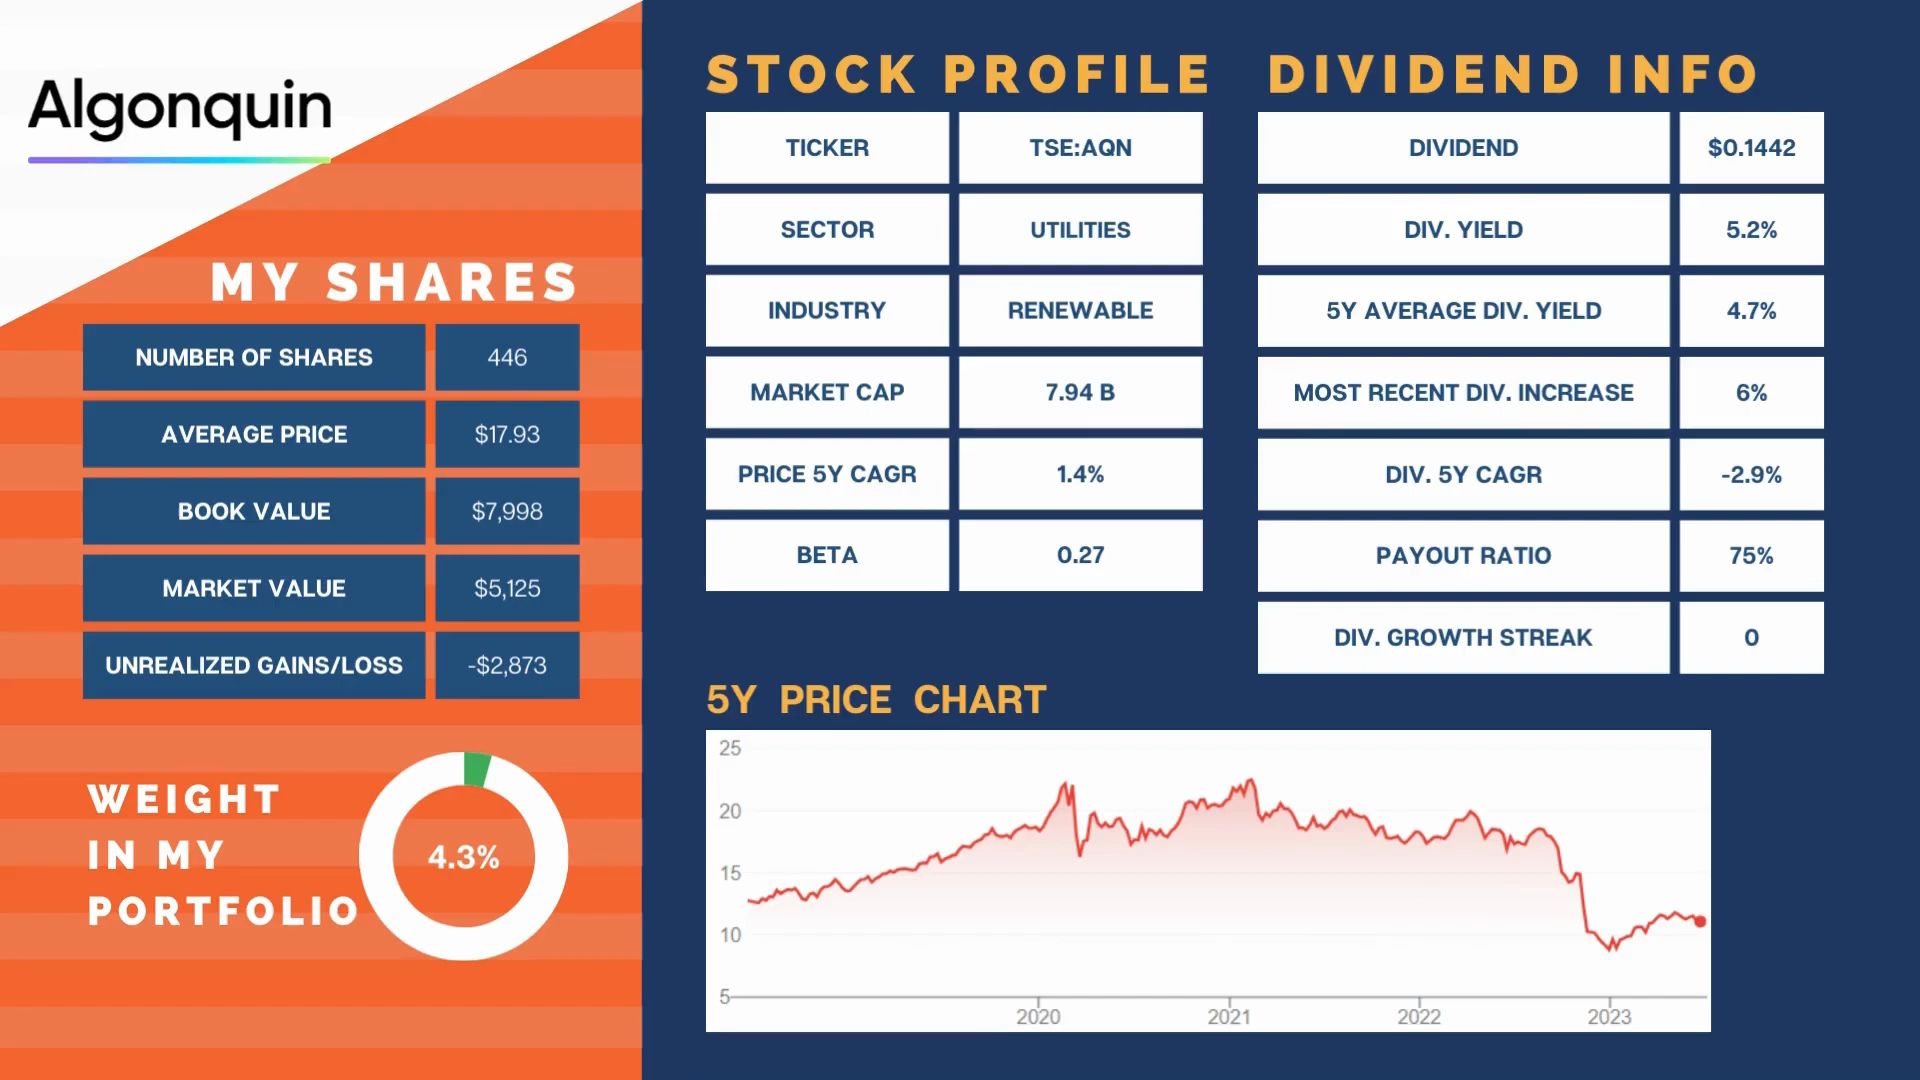 Algonquin
MY SHARES
NUMBER OF SHARES 446
AVERAGE PRICE $17.93
BOOK VALUE $7,998
MARKET VALUE $5,125
UNREALIZED GAINS/LOSS -$2,873
WEIGHT
IN MY
PORTFOLIO
4.3%
STOCK PROFILE
TICKER TSE:AQN
SECTOR UTILITIES
INDUSTRY RENEWABLE
MARKET CAP 7.94 B
PRICE 5Y CAGR 1.4%
BETA 0.27
DIVIDEND INFO
DIVIDEND $0.1442
DIV. YIELD 5.2%
5Y AVERAGE DIV. YIELD 4.7%
MOST RECENT DIV. INCREASE 6%
DIV. 5Y CAGR -2.9%
PAYOUT RATIO 75%
DIV. GROWTH STREAK 0
5Y PRICE CHART
25
20
15
10
5
2020 2021 2022 2023